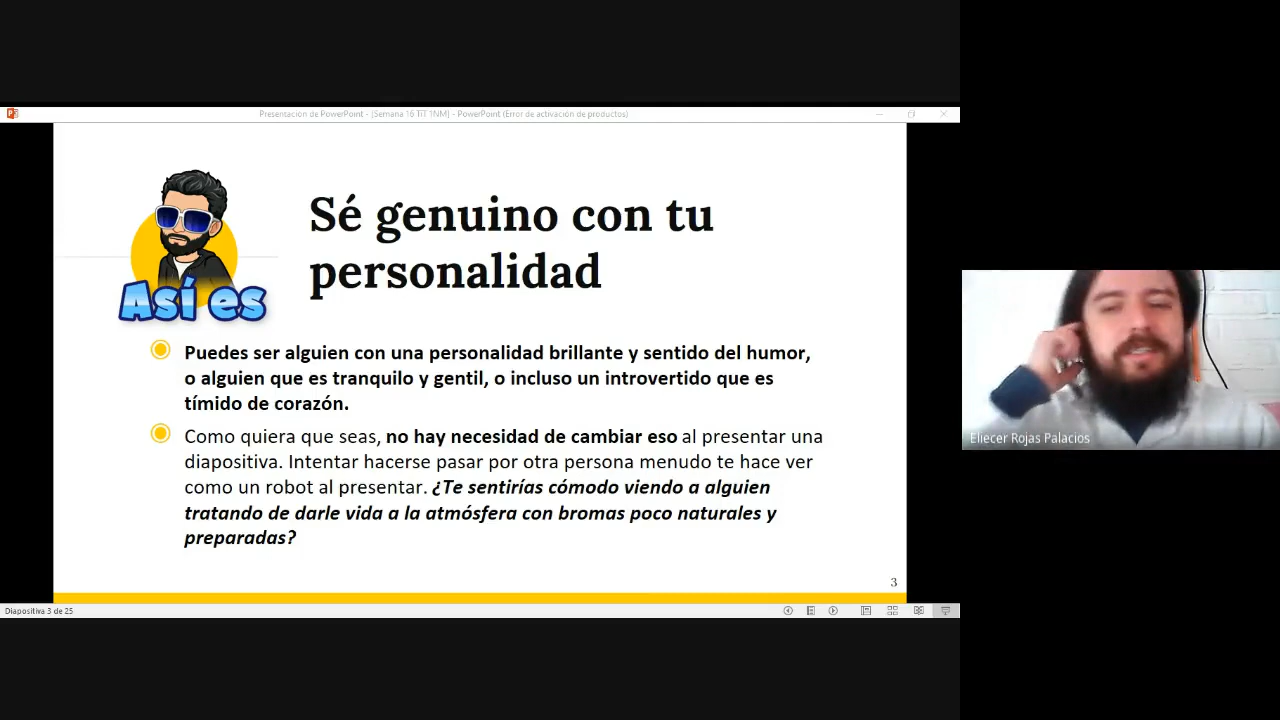 Presentación de PowerPoint - [Semana 16 TIT 1NM] - PowerPoint (Error de activación de productos)
Sé genuino con tu
personalidad
Así es
Puedes ser alguien con una personalidad brillante y sentido del humor,
o alguien que es tranquilo y gentil, o incluso un introvertido que es
tímido de corazón.
Como quiera que seas, no hay necesidad de cambiar eso al presentar una
diapositiva. Intentar hacerse pasar por otra persona menudo te hace ver
como un robot al presentar. ¿Te sentirías cómodo viendo a alguien
tratando de darle vida a la atmósfera con bromas poco naturales y
preparadas?
3
Diapositiva 3 de 25
Eliecer Rojas Palacios